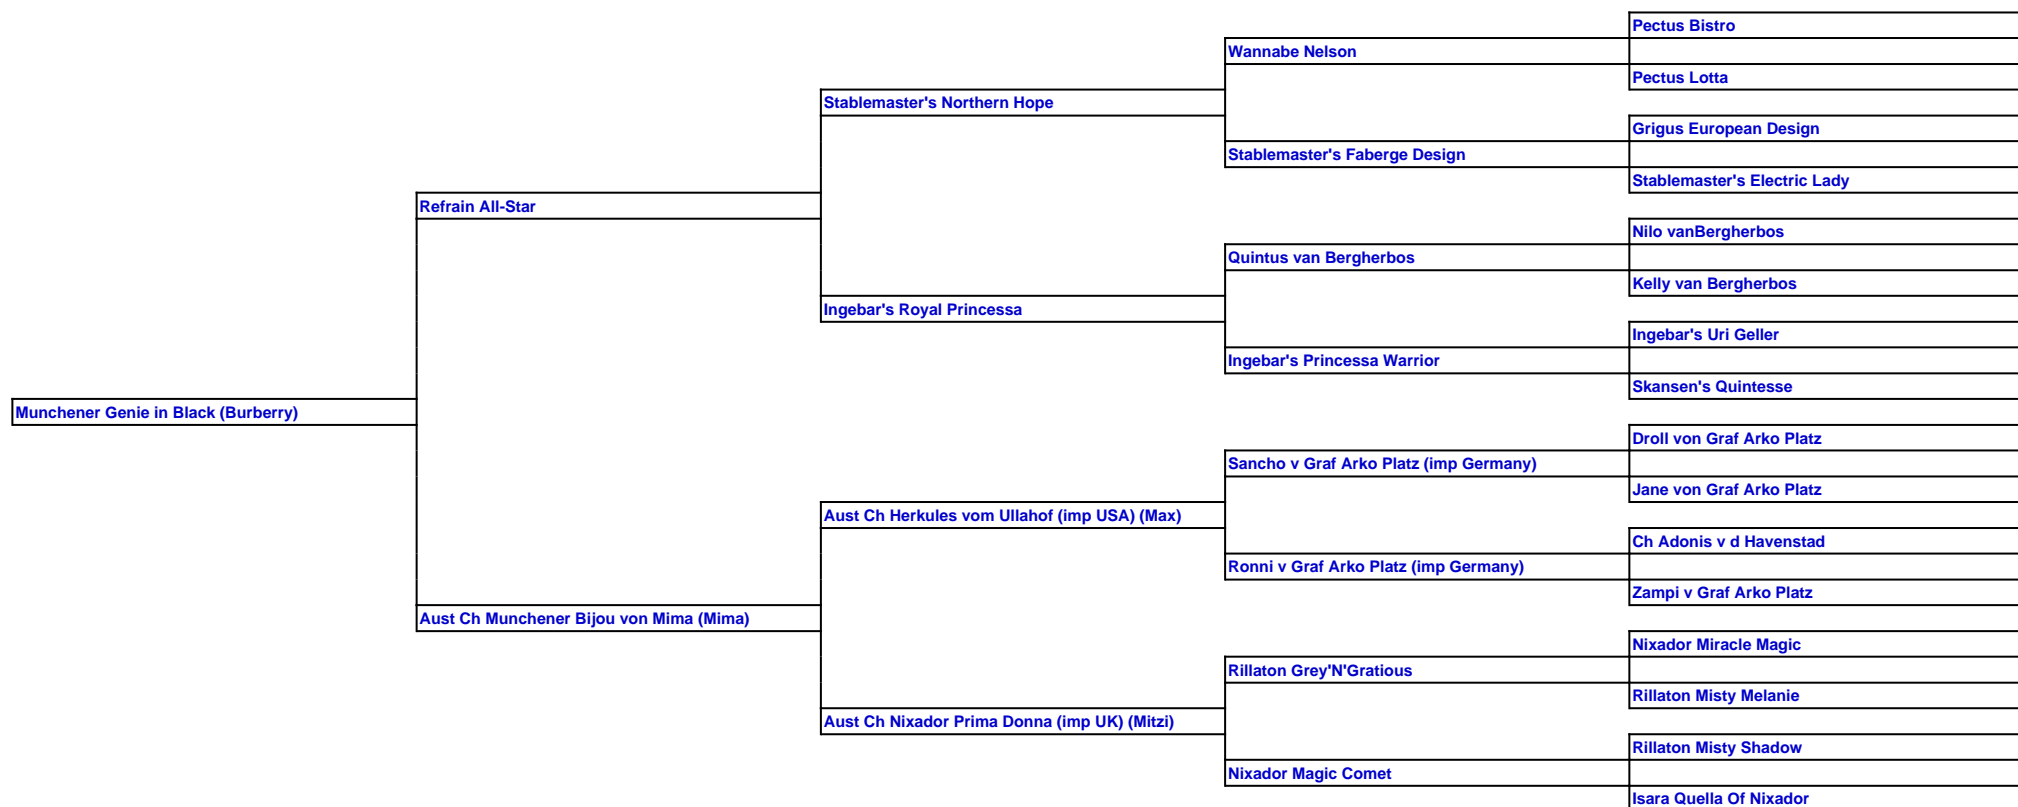 Pectus Bistro
Wannabe Nelson
Pectus Lotta
Stablemaster's Northern Hope
Grigus European Design
Stablemaster's Faberge Design
Stablemaster's Electric Lady
Refrain All-Star
Nilo vanBergherbos
Quintus van Bergherbos
Kelly van Bergherbos
Ingebar's Royal Princessa
Ingebar's Uri Geller
Ingebar's Princessa Warrior
Skansen's Quintesse
Munchener Genie in Black (Burberry)
Droll von Graf Arko Platz
Sancho v Graf Arko Platz (imp Germany)
Jane von Graf Arko Platz
Aust Ch Herkules vom Ullahof (imp USA) (Max)
Ch Adonis v d Havenstad
Ronni v Graf Arko Platz (imp Germany)
Zampi v Graf Arko Platz
Aust Ch Munchener Bijou von Mima (Mima)
Nixador Miracle Magic
Rillaton Grey'N'Gratious
Rillaton Misty Melanie
Aust Ch Nixador Prima Donna (imp UK) (Mitzi)
Rillaton Misty Shadow
Nixador Magic Comet
Isara Quella Of Nixador